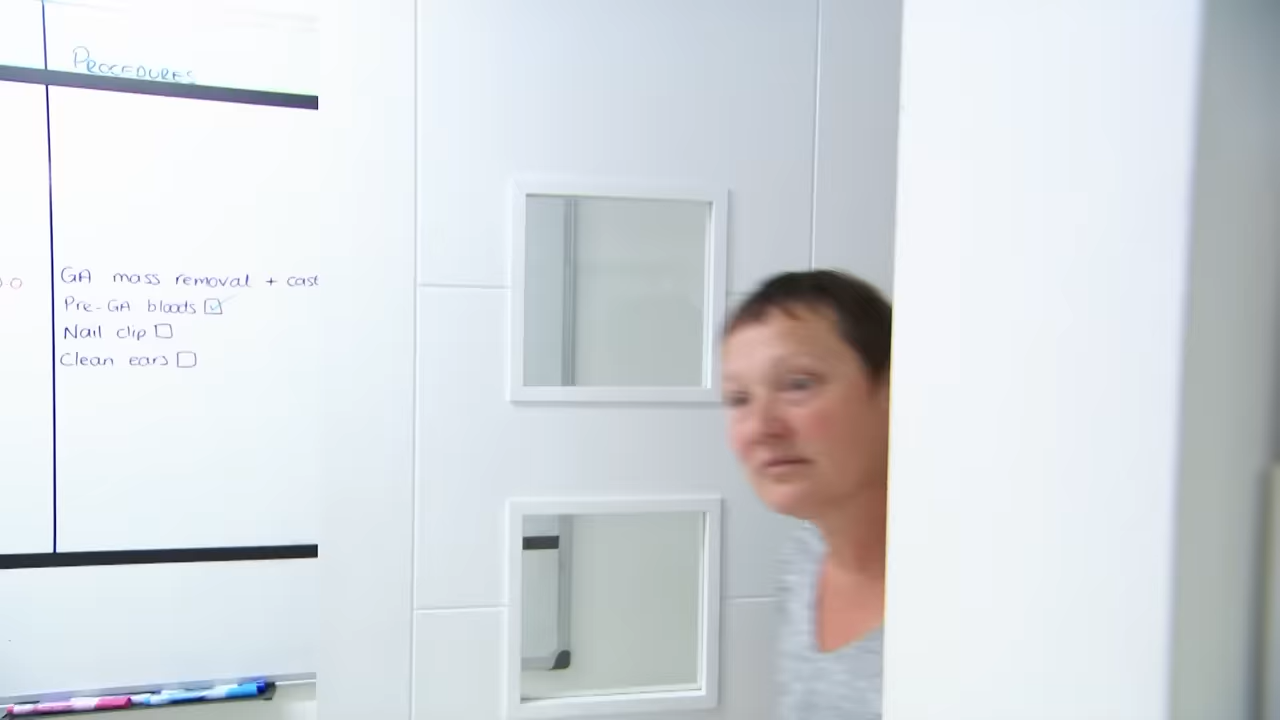 PROCEDURES
GA mass removal + cast
Pre-GA bloods
Nail clip
Clean ears